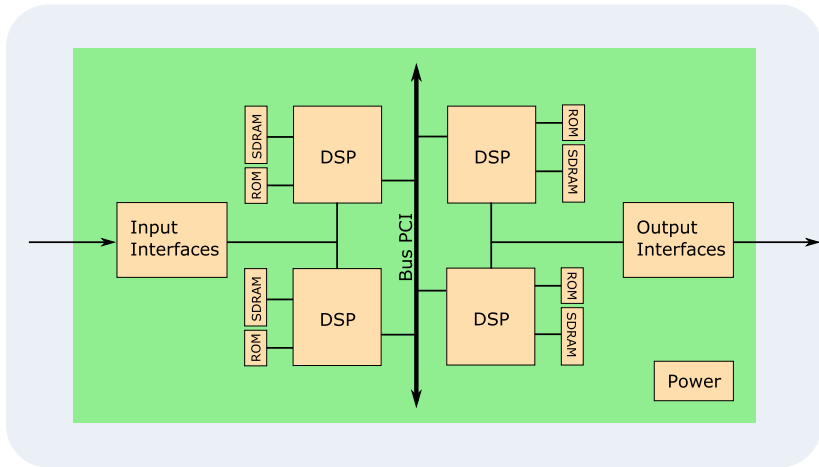 SDRAM
ROM
DSP
DSP
ROM
SDRAM
Input
Interfaces
Bus PCI
Output
Interfaces
SDRAM
ROM
DSP
DSP
ROM
SDRAM
Power